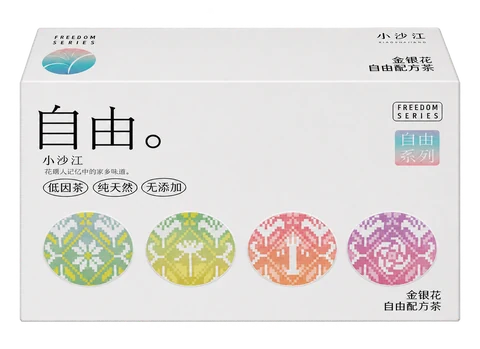 FREEDOM
SERIES
小沙江
XIAOSHAJIANG
金银花
自由配方茶
自由。
小沙江
花瑶人记忆中的家乡味道。
低因茶 纯天然 无添加
FREEDOM
SERIES
自由
系列
金银花
自由配方茶